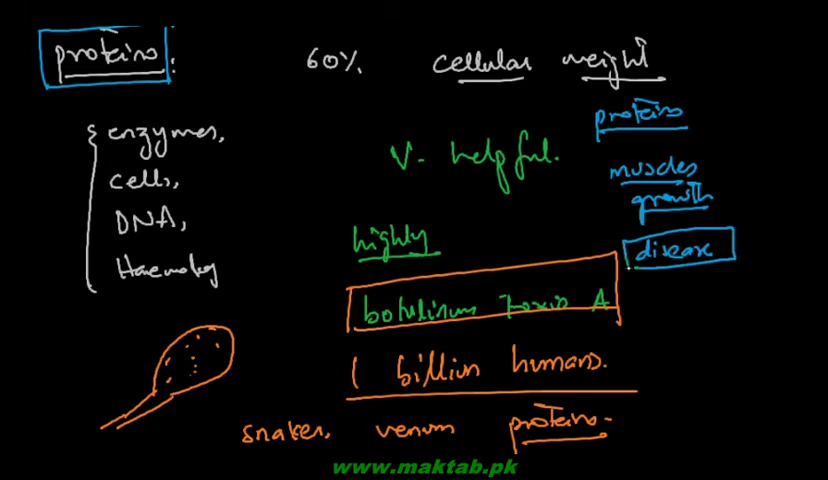 proteins: 60% cellular weight
proteins
enzymes,
V. helpful.
cells,
muscles
growth
DNA,
highly
disease
botulinum toxin A
1 billion humans.
snakes, venum proteins.
www.maktab.pk